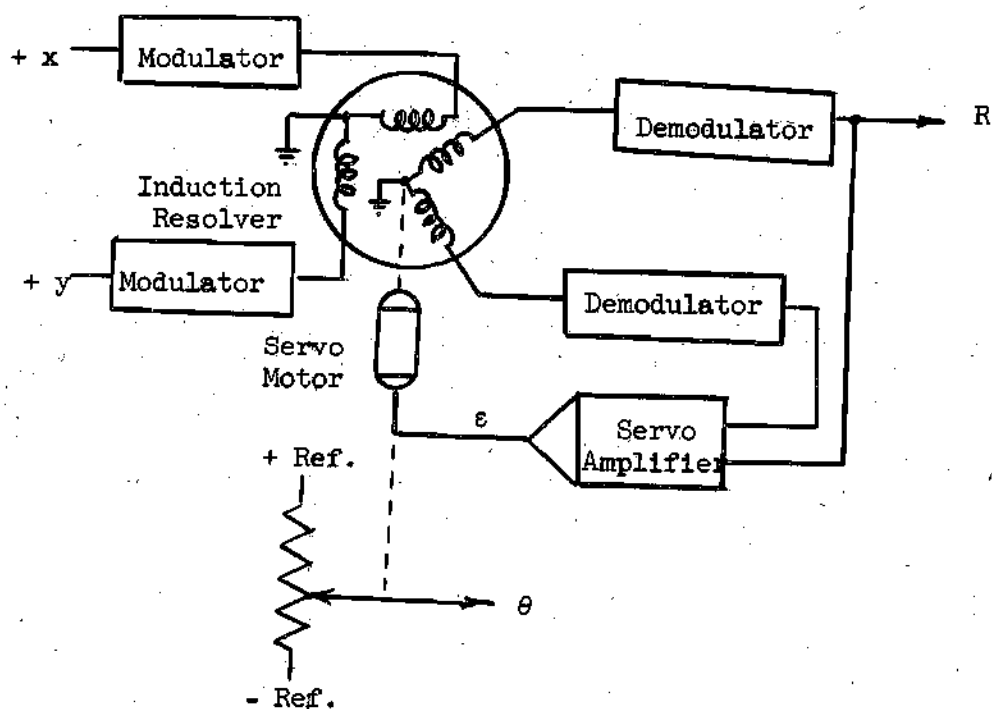 + x
Modulator
Demodulator
R
Induction
Resolver
+ y
Modulator
Demodulator
Servo
Motor
ε
Servo
Amplifier
+ Ref.
θ
- Ref.